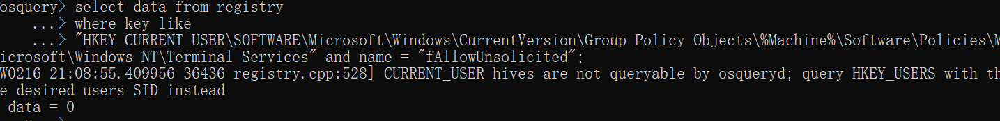 osquery> select data from registry
...> where key like
...> "HKEY_CURRENT_USER\SOFTWARE\Microsoft\Windows\CurrentVersion\Group Policy Objects\%Machine%\Software\Policies\M
icrosoft\Windows NT\Terminal Services" and name = "fAllowUnsolicited";
W0216 21:08:55.409956 36436 registry.cpp:528] CURRENT_USER hives are not queryable by osqueryd; query HKEY_USERS with th
e desired users SID instead
data = 0